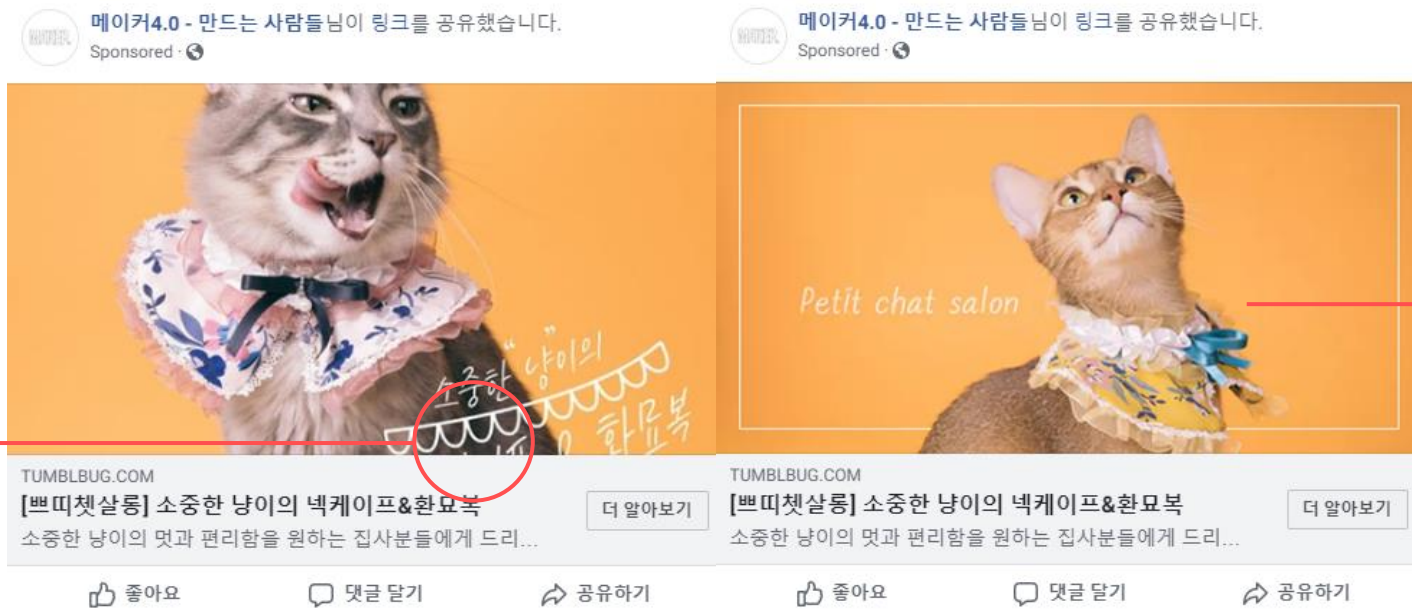 메이커4.0 - 만드는 사람들님이 링크를 공유했습니다.
Sponsored
소중한 "냥"이의
화묘복
TUMBLBUG.COM
[쁘띠쳇살롱] 소중한 냥이의 넥케이프&환묘복
더 알아보기
소중한 냥이의 멋과 편리함을 원하는 집사분들에게 드리...
좋아요
댓글 달기
공유하기
메이커4.0 - 만드는 사람들님이 링크를 공유했습니다.
Sponsored
Petit chat salon
TUMBLBUG.COM
[쁘띠쳇살롱] 소중한 냥이의 넥케이프&환묘복
더 알아보기
소중한 냥이의 멋과 편리함을 원하는 집사분들에게 드리...
좋아요
댓글 달기
공유하기